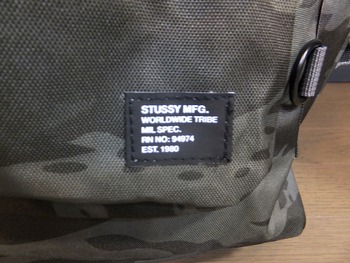 STUSSY MFG.
WORLDWIDE TRIBE
MIL SPEC.
RN NO: 94974
EST. 1980